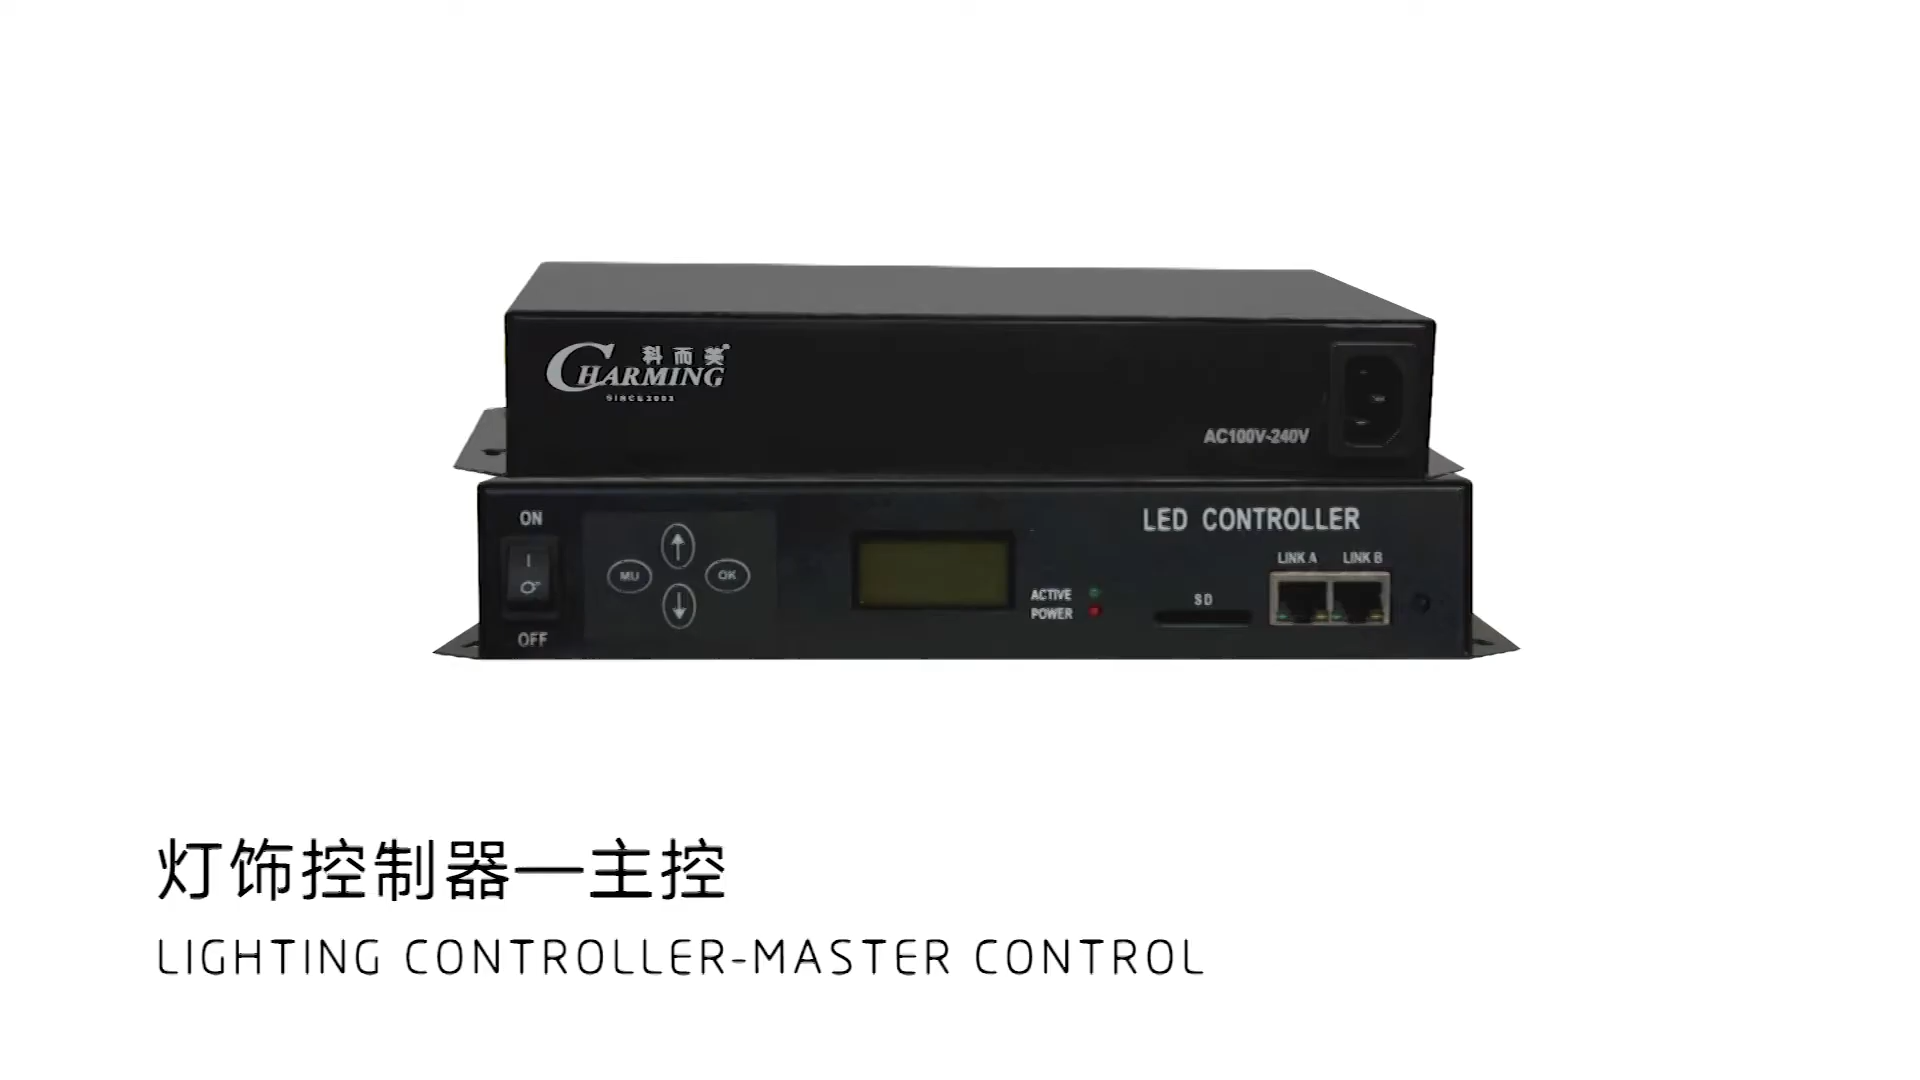 科而美
CHARMING
SINCE2003
AC100V-240V
ON
OFF
MU
OK
ACTIVE
POWER
LED CONTROLLER
LINK A LINK B
SD
灯饰控制器—主控
LIGHTING CONTROLLER-MASTER CONTROL